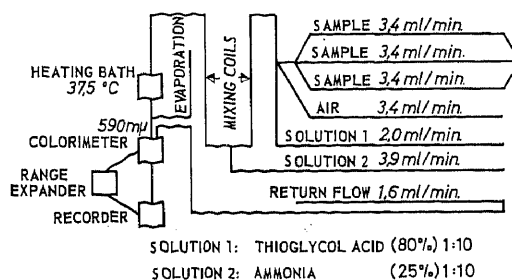 SAMPLE 3,4 ml/min.
SAMPLE 3,4 ml/min.
SAMPLE 3,4 ml/min.
AIR 3,4 ml/min.
SOLUTION 1 2,0 ml/min.
SOLUTION 2 3,9 ml/min.
RETURN FLOW 1,6 ml/min.
EVAPORATION
MIXING COILS
HEATING BATH
37,5 °C
590mµ
COLORIMETER
RANGE
EXPANDER
RECORDER
SOLUTION 1: THIOGLYCOL ACID (80%) 1:10
SOLUTION 2: AMMONIA (25%) 1:10